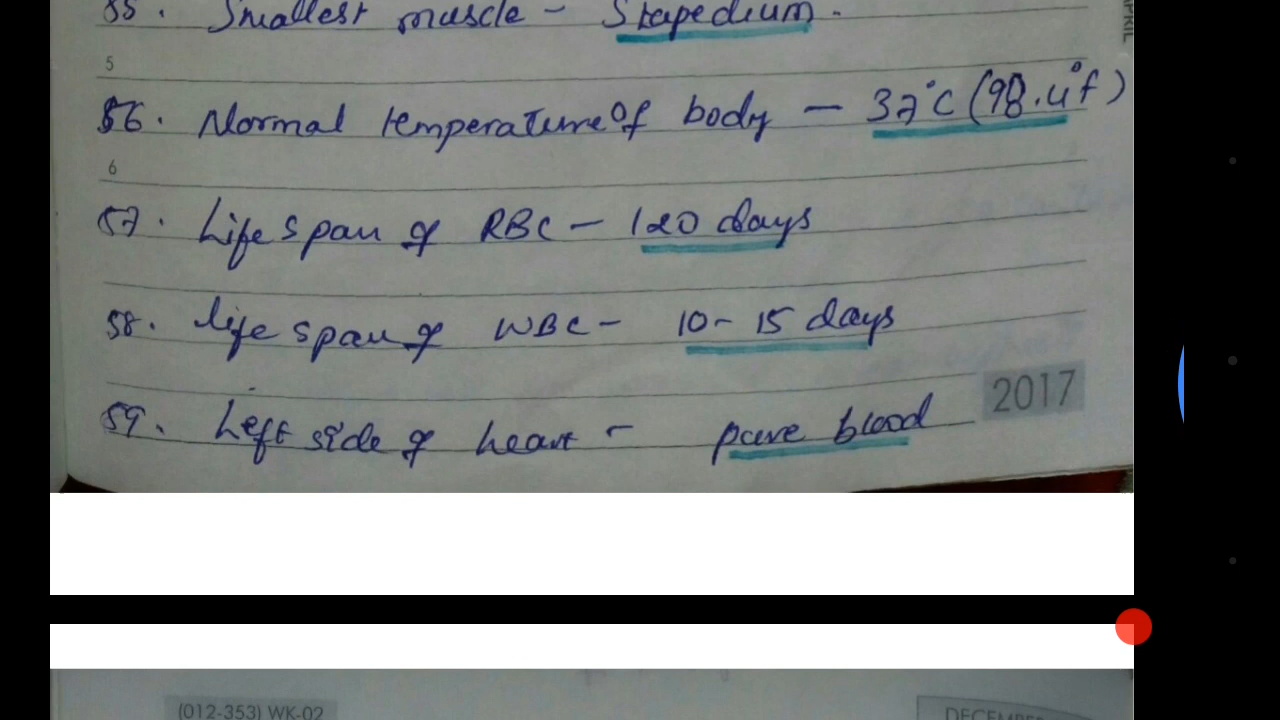 55. Smallest muscle - Stapedium.
APRIL
5
56. Normal temperature of body - 37°C (98.4°f)
6
57. Life span of RBC - 120 days
58. life span of WBC - 10-15 days
2017
59. Left side of heart - pure blood
(012-353) WK-02
DECEMBER